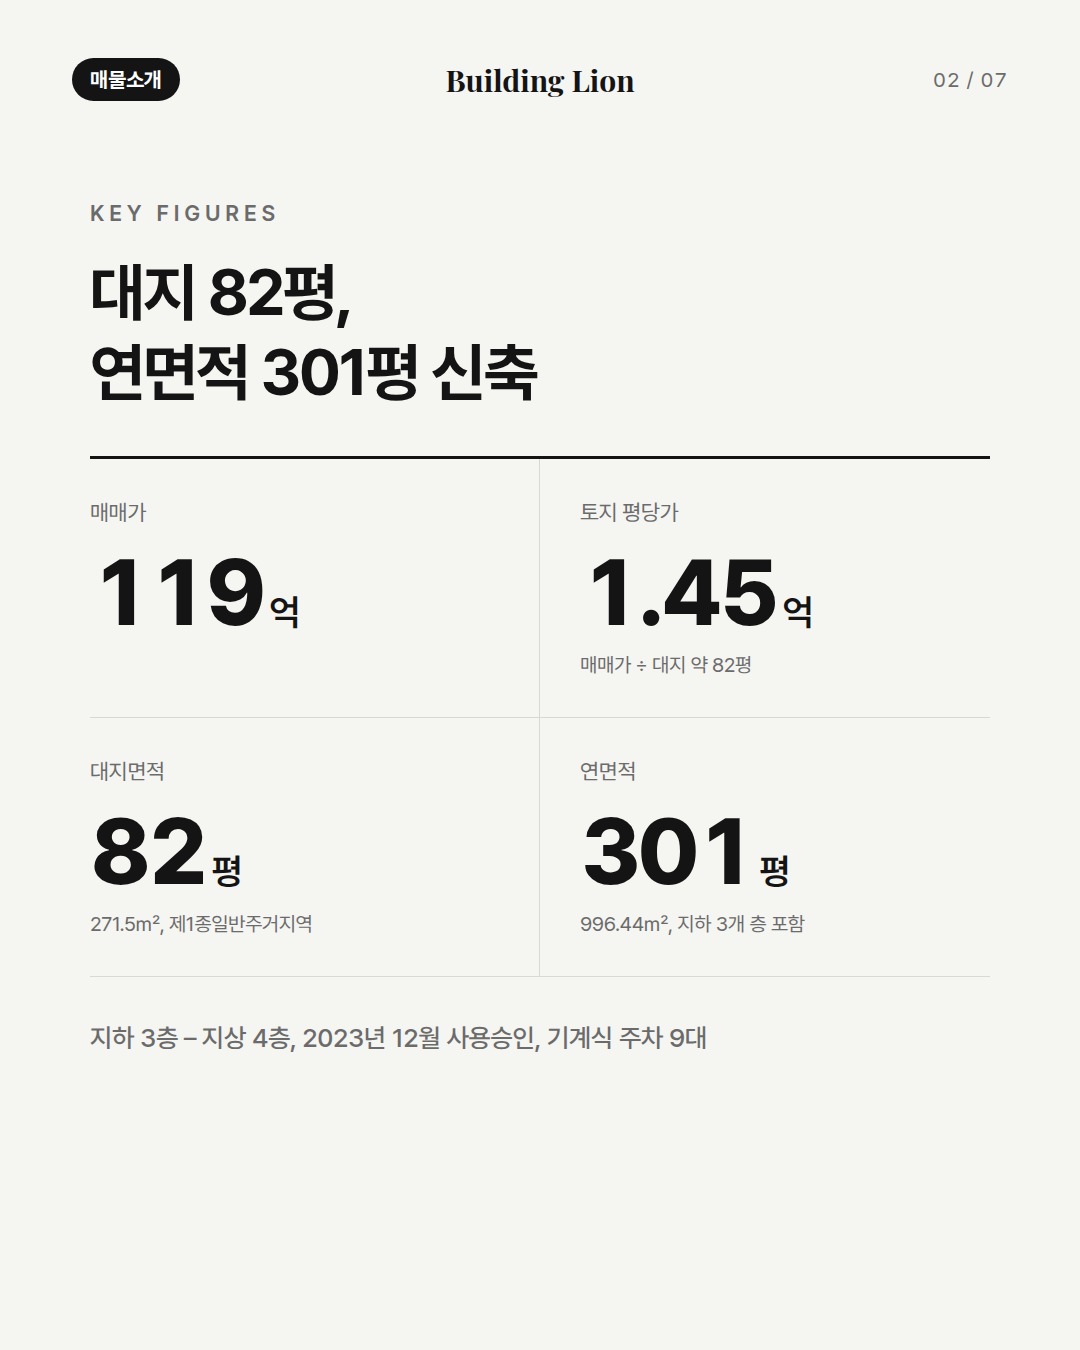 매물소개
Building Lion
02 / 07
KEY FIGURES
대지 82평,
연면적 301평 신축
매매가
119억
토지 평당가
1.45억
매매가 ÷ 대지 약 82평
대지면적
82평
271.5m², 제1종일반주거지역
연면적
301평
996.44m², 지하 3개 층 포함
지하 3층 – 지상 4층, 2023년 12월 사용승인, 기계식 주차 9대